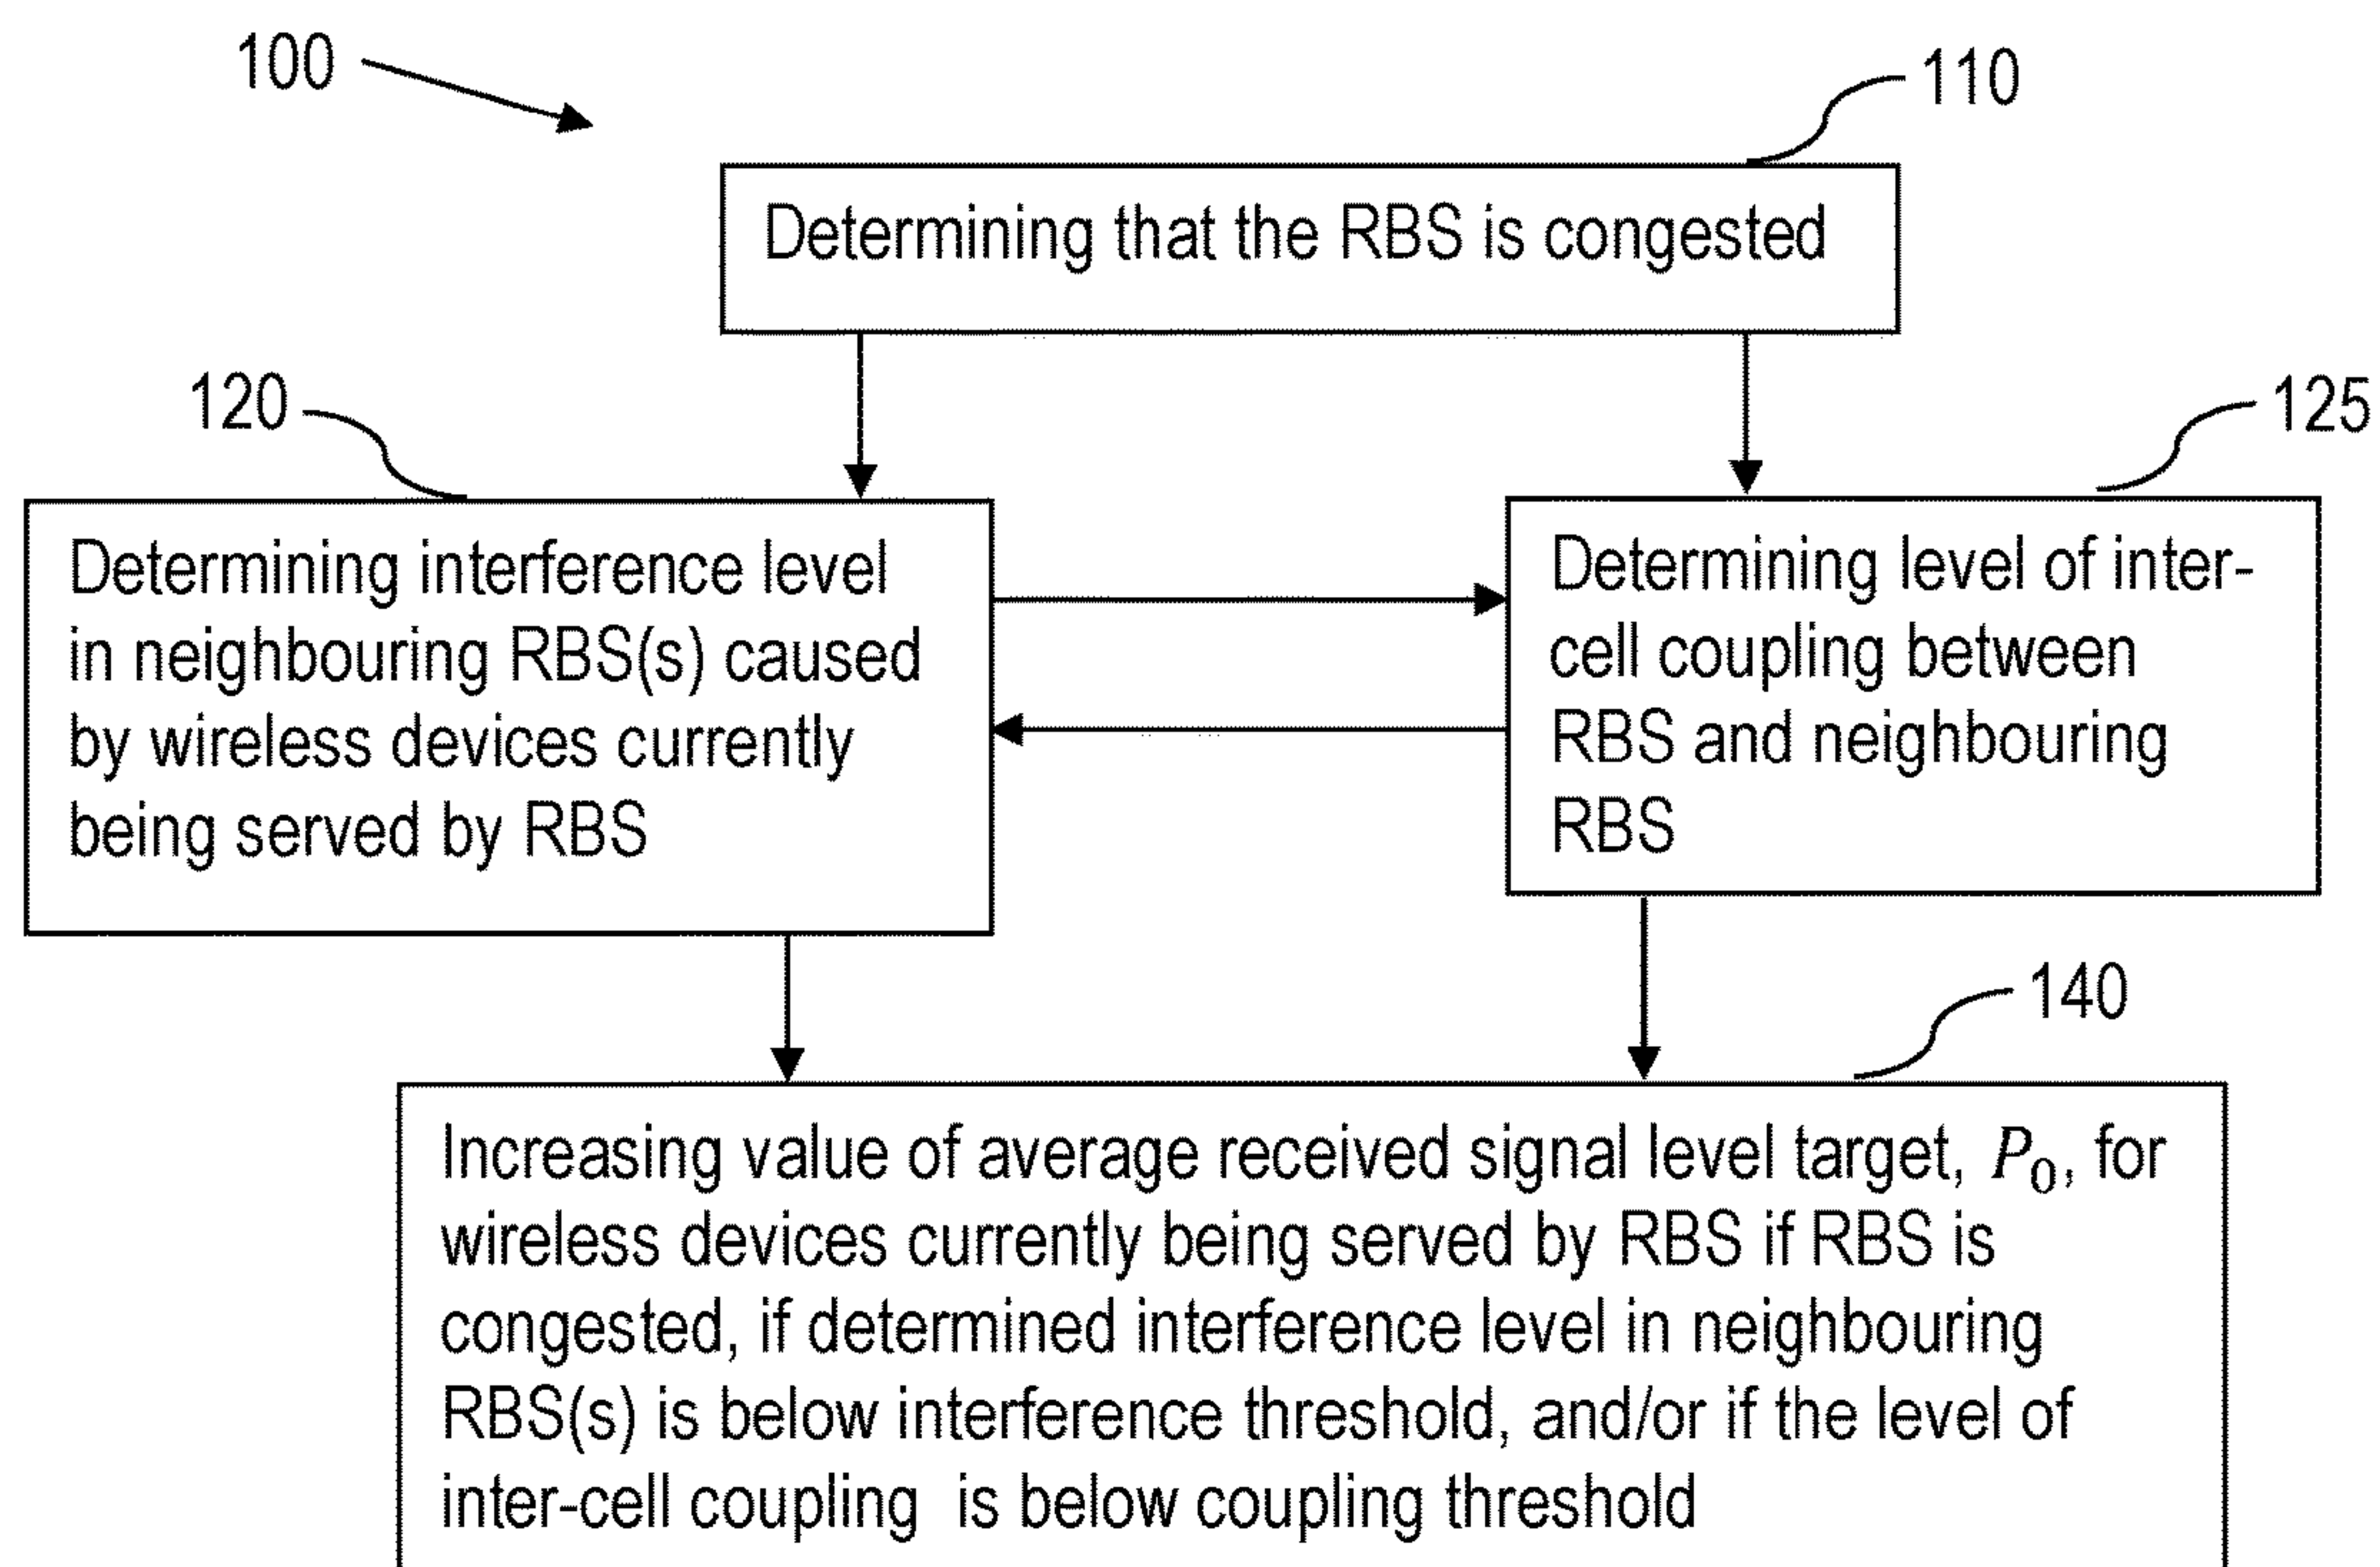 100
110
Determining that the RBS is congested
120
125
Determining interference level
in neighbouring RBS(s) caused
by wireless devices currently
being served by RBS
Determining level of inter-
cell coupling between
RBS and neighbouring
RBS
140
Increasing value of average received signal level target, P₀, for
wireless devices currently being served by RBS if RBS is
congested, if determined interference level in neighbouring
RBS(s) is below interference threshold, and/or if the level of
inter-cell coupling is below coupling threshold